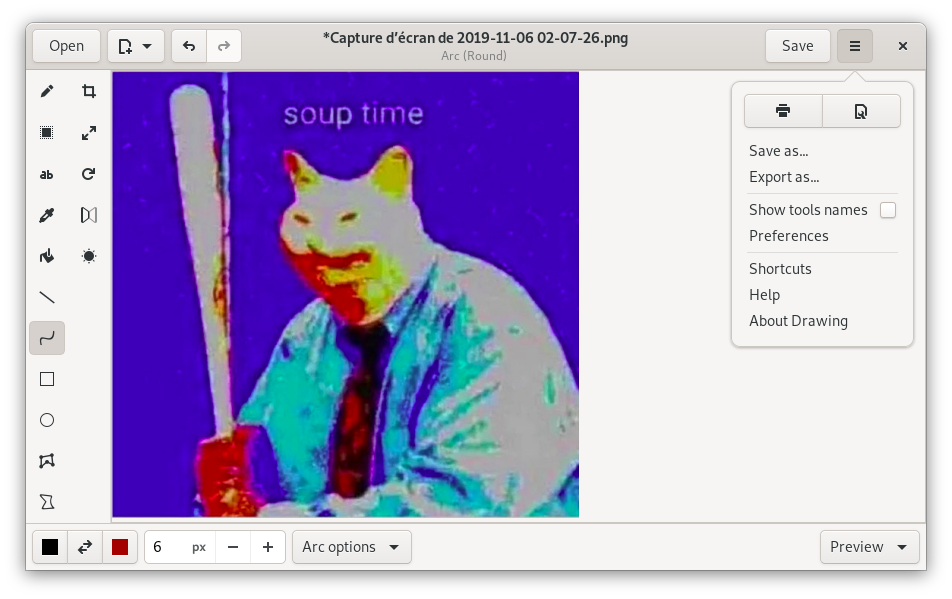 Open
*Capture d’écran de 2019-11-06 02-07-26.png
Arc (Round)
Save
soup time
Save as...
Export as...
Show tools names
Preferences
Shortcuts
Help
About Drawing
ab
6 px
Arc options
Preview